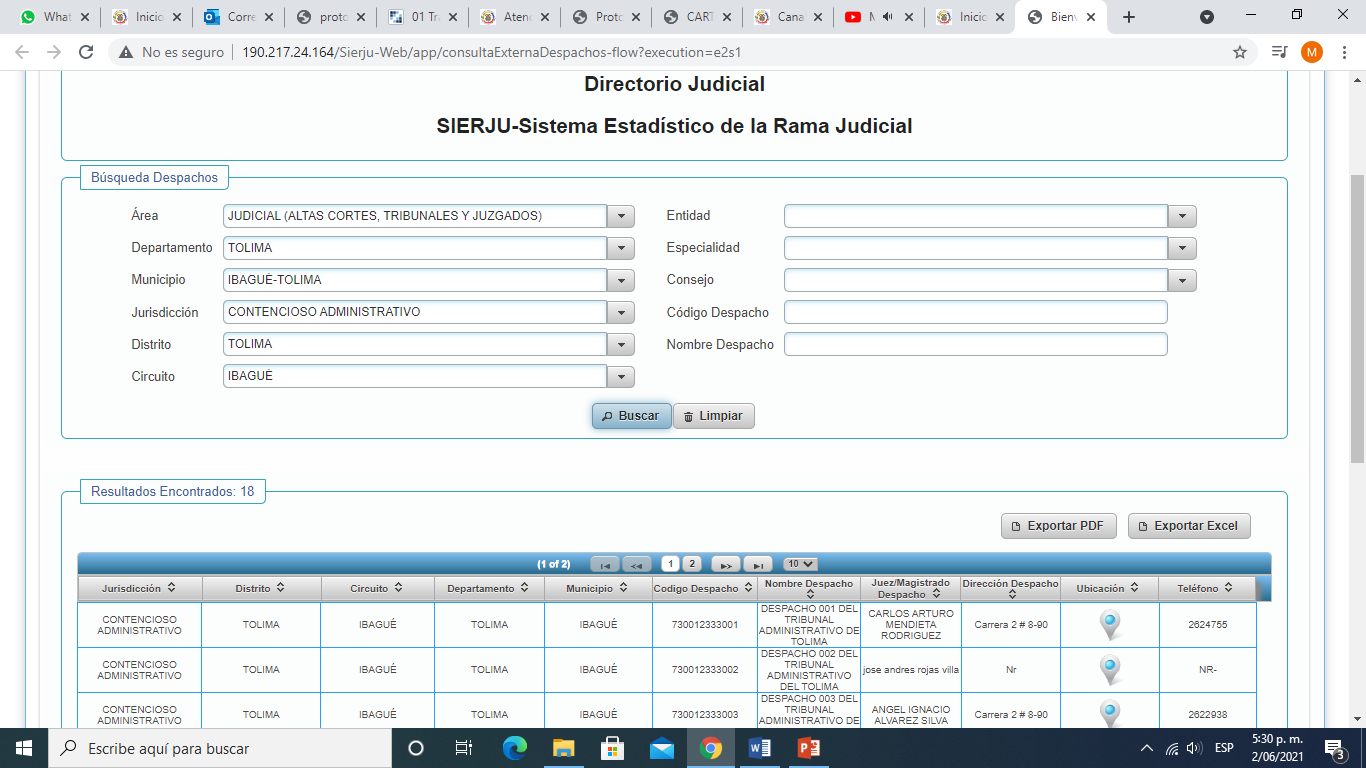 What
Inicio
Corre
proto
01 Tra
Atenc
Proto
CART
Cana
Inicio
Bienv
No es seguro
190.217.24.164/Sierju-Web/app/consultaExternaDespachos-flow?execution=e2s1
M
Directorio Judicial
SIERJU-Sistema Estadístico de la Rama Judicial
Búsqueda Despachos
Área JUDICIAL (ALTAS CORTES, TRIBUNALES Y JUZGADOS) Entidad
Departamento TOLIMA Especialidad
Municipio IBAGUÉ-TOLIMA Consejo
Jurisdicción CONTENCIOSO ADMINISTRATIVO Código Despacho
Distrito TOLIMA Nombre Despacho
Circuito IBAGUÉ
Buscar Limpiar
Resultados Encontrados: 18
Exportar PDF Exportar Excel
(1 of 2) 1 2 10
Jurisdicción
Distrito
Circuito
Departamento
Municipio
Codigo Despacho
Nombre Despacho
Juez/Magistrado
Despacho
Dirección Despacho
Ubicación
Teléfono
CONTENCIOSO
ADMINISTRATIVO
TOLIMA
IBAGUÉ
TOLIMA
IBAGUÉ
730012333001
DESPACHO 001 DEL
TRIBUNAL
ADMINISTRATIVO DE
TOLIMA
CARLOS ARTURO
MENDIETA
RODRIGUEZ
Carrera 2 # 8-90
2624755
CONTENCIOSO
ADMINISTRATIVO
TOLIMA
IBAGUÉ
TOLIMA
IBAGUÉ
730012333002
DESPACHO 002 DEL
TRIBUNAL
ADMINISTRATIVO
DEL TOLIMA
jose andres rojas villa
Nr
NR-
CONTENCIOSO
ADMINISTRATIVO
TOLIMA
IBAGUÉ
TOLIMA
IBAGUÉ
730012333003
DESPACHO 003 DEL
TRIBUNAL
ADMINISTRATIVO DE
ANGEL IGNACIO
ALVAREZ SILVA
Carrera 2 # 8-90
2622938
Escribe aquí para buscar
ESP
5:30 p. m.
2/06/2021
3